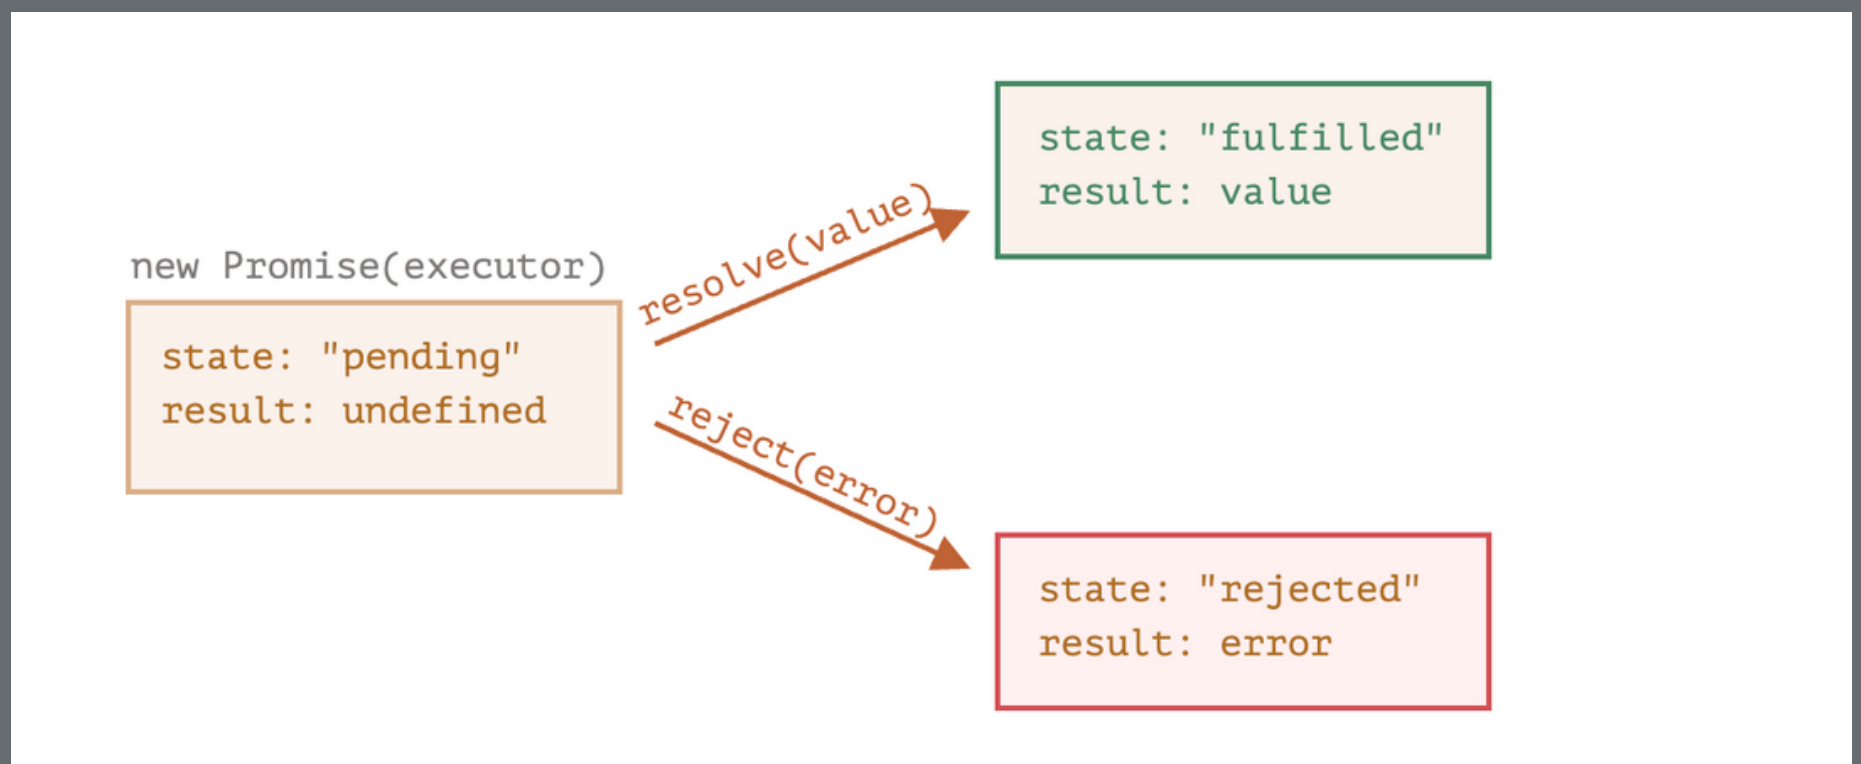 new Promise(executor)
state: "pending"
result: undefined
resolve(value)
state: "fulfilled"
result: value
reject(error)
state: "rejected"
result: error